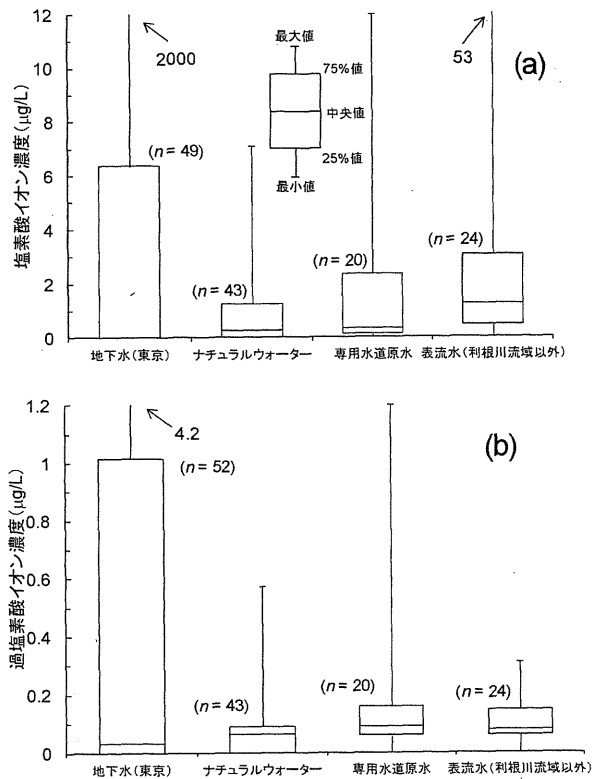 塩素酸イオン濃度(μg/L)
12
10
8
6
4
2
0
2000
(n = 49)
(n = 43)
(n = 20)
(n = 24)
53
(a)
最大値
75%値
中央値
25%値
最小値
地下水(東京)
ナチュラルウォーター
専用水道原水
表流水(利根川流域以外)
過塩素酸イオン濃度(μg/L)
1.2
1
0.8
0.6
0.4
0.2
0
4.2
(n = 52)
(n = 43)
(n = 20)
(n = 24)
(b)
地下水(東京)
ナチュラルウォーター
専用水道原水
表流水(利根川流域以外)